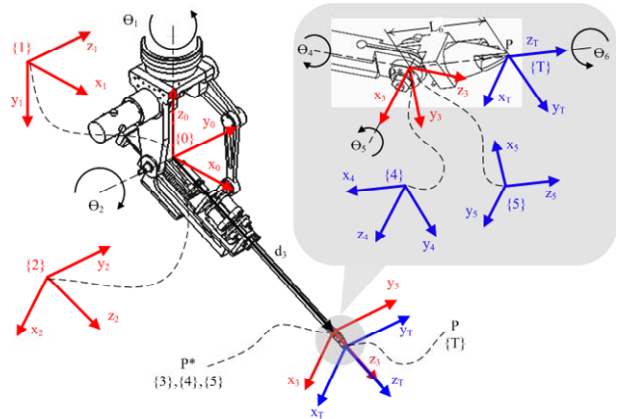 {1}
z1
x1
y1
Θ1
z0
y0
{0}
x0
Θ2
{2}
y2
x2
z2
d3
P*
{3},{4},{5}
y3
yT
x3
z3
xT
zT
P
{T}
L6
Θ4
P
zT
{T}
Θ6
x3
y3
z3
xT
yT
Θ5
x4
{4}
z4
y4
x5
y5
{5}
z5